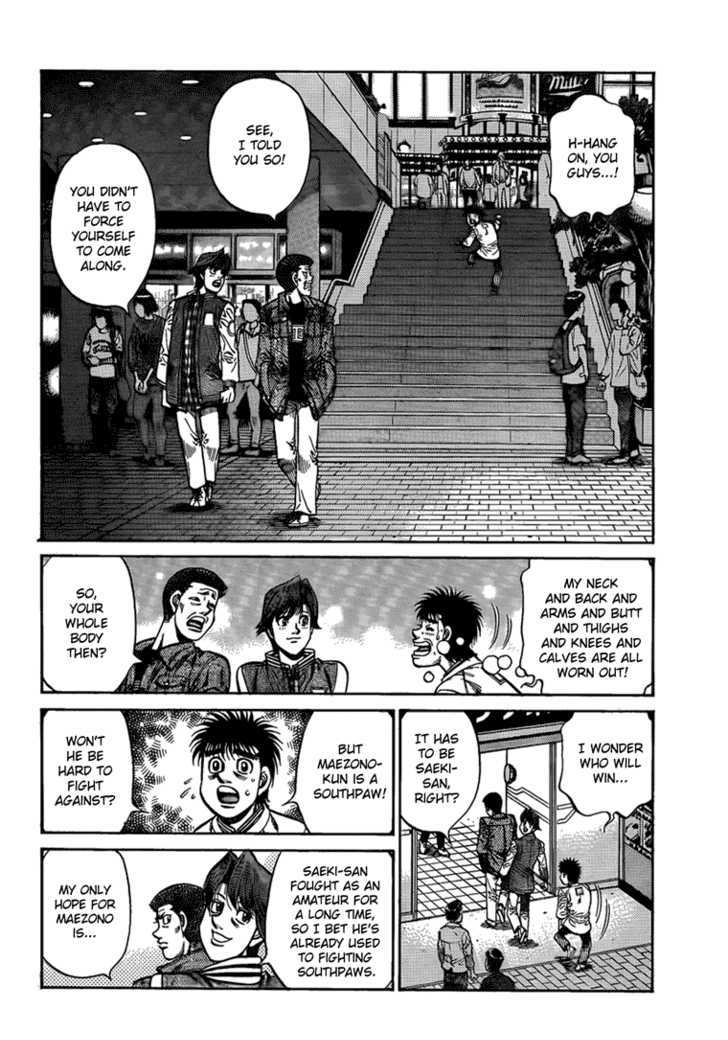 H-HANG
ON, YOU
GUYS...!
SEE,
I TOLD
YOU SO!
YOU DIDN'T
HAVE TO
FORCE
YOURSELF
TO COME
ALONG.
Miller
MY NECK
AND BACK AND
ARMS AND BUTT
AND THIGHS
AND KNEES AND
CALVES ARE ALL
WORN OUT!
SO,
YOUR
WHOLE
BODY
THEN?
I WONDER
WHO WILL
WIN...
IT HAS
TO BE
SAEKI-
SAN,
RIGHT?
BUT
MAEZONO-
KUN IS A
SOUTHPAW!
WON'T
HE BE
HARD TO
FIGHT
AGAINST?
SAEKI-SAN
FOUGHT AS AN
AMATEUR FOR
A LONG TIME,
SO I BET HE'S
ALREADY USED
TO FIGHTING
SOUTHPAWS.
MY ONLY
HOPE FOR
MAEZONO
IS...